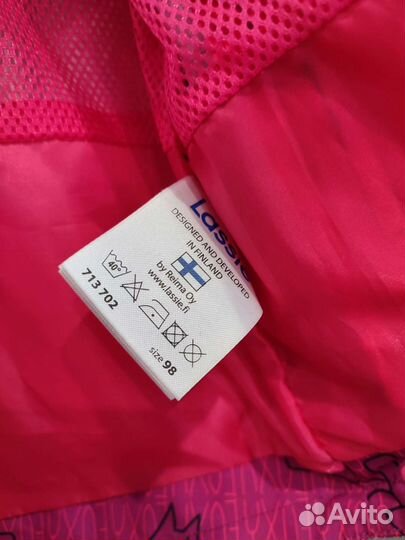 Lassie
DESIGNED AND DEVELOPED
IN FINLAND
by Reima Oy
www.lassie.fi
40°
713 702
size 98
Avito